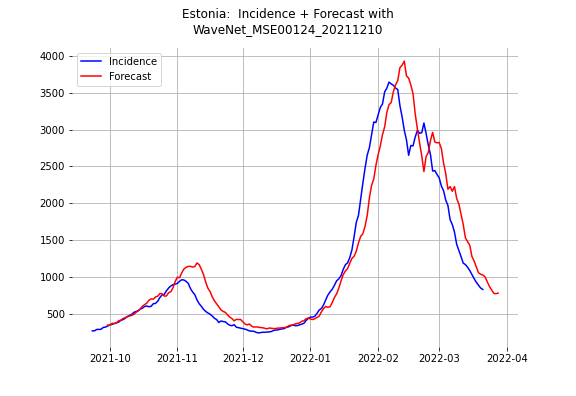 Estonia:  Incidence + Forecast with
WaveNet_MSE00124_20211210
Incidence
Forecast
4000
3500
3000
2500
2000
1500
1000
500
2021-10 2021-11 2021-12 2022-01 2022-02 2022-03 2022-04